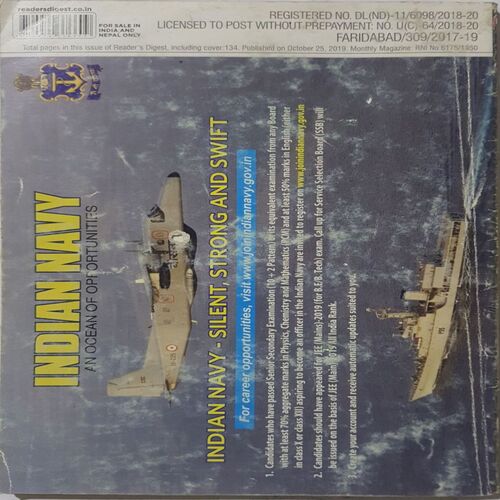 readersdigest.co.in
FOR SALE IN
INDIA AND
NEPAL ONLY
REGISTERED NO. DL(ND)-11/6098/2018-20
LICENSED TO POST WITHOUT PREPAYMENT: NO. U(C)-64/2018-20
FARIDABAD/309/2017-19
Total pages in this issue of Reader's Digest, including cover:134. Published on October 25, 2019. Monthly Magazine: RNI No 6175/1950
INDIAN NAVY
AN OCEAN OF OPPORTUNITIES
INDIAN NAVY - SILENT, STRONG AND SWIFT
For career opportunities, visit www.joinindiannavy.gov.in
1. Candidates who have passed Senior Secondary Examination (10 + 2 Pattern) or its equivalent examination from any Board
with at least 70% aggregate marks in Physics, Chemistry and Mathematics (PCM) and at least 50% marks in English (either
in class X or class XII) aspiring to become an officer in the Indian Navy are invited to register on www.joinindiannavy.gov.in
2. Candidates should have appeared for JEE (Mains)-2019 (for B.E/B. Tech) exam. Call up for Service Selection Board (SSB) will
be issued on the basis of JEE (Main) 2019 All India Rank.
3. Create your account and receive automatic updates suited to you.